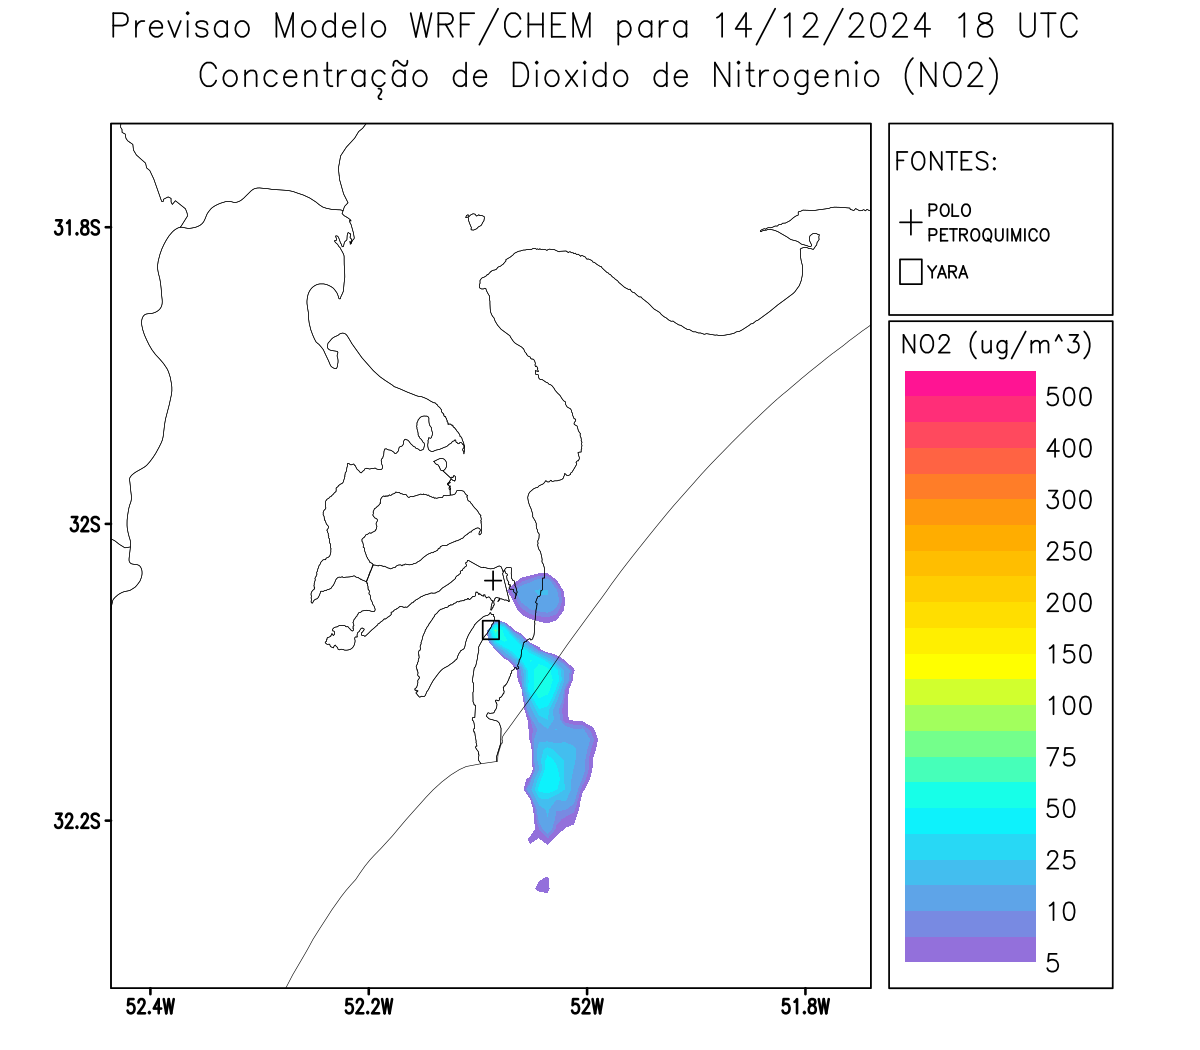 Previsao Modelo WRF/CHEM para 14/12/2024 18 UTC
Concentração de Dioxido de Nitrogenio (NO2)
FONTES:
POLO
PETROQUIMICO
YARA
NO2 (ug/m^3)
500
400
300
250
200
150
100
75
50
25
10
5
31.8S
32S
32.2S
52.4W
52.2W
52W
51.8W